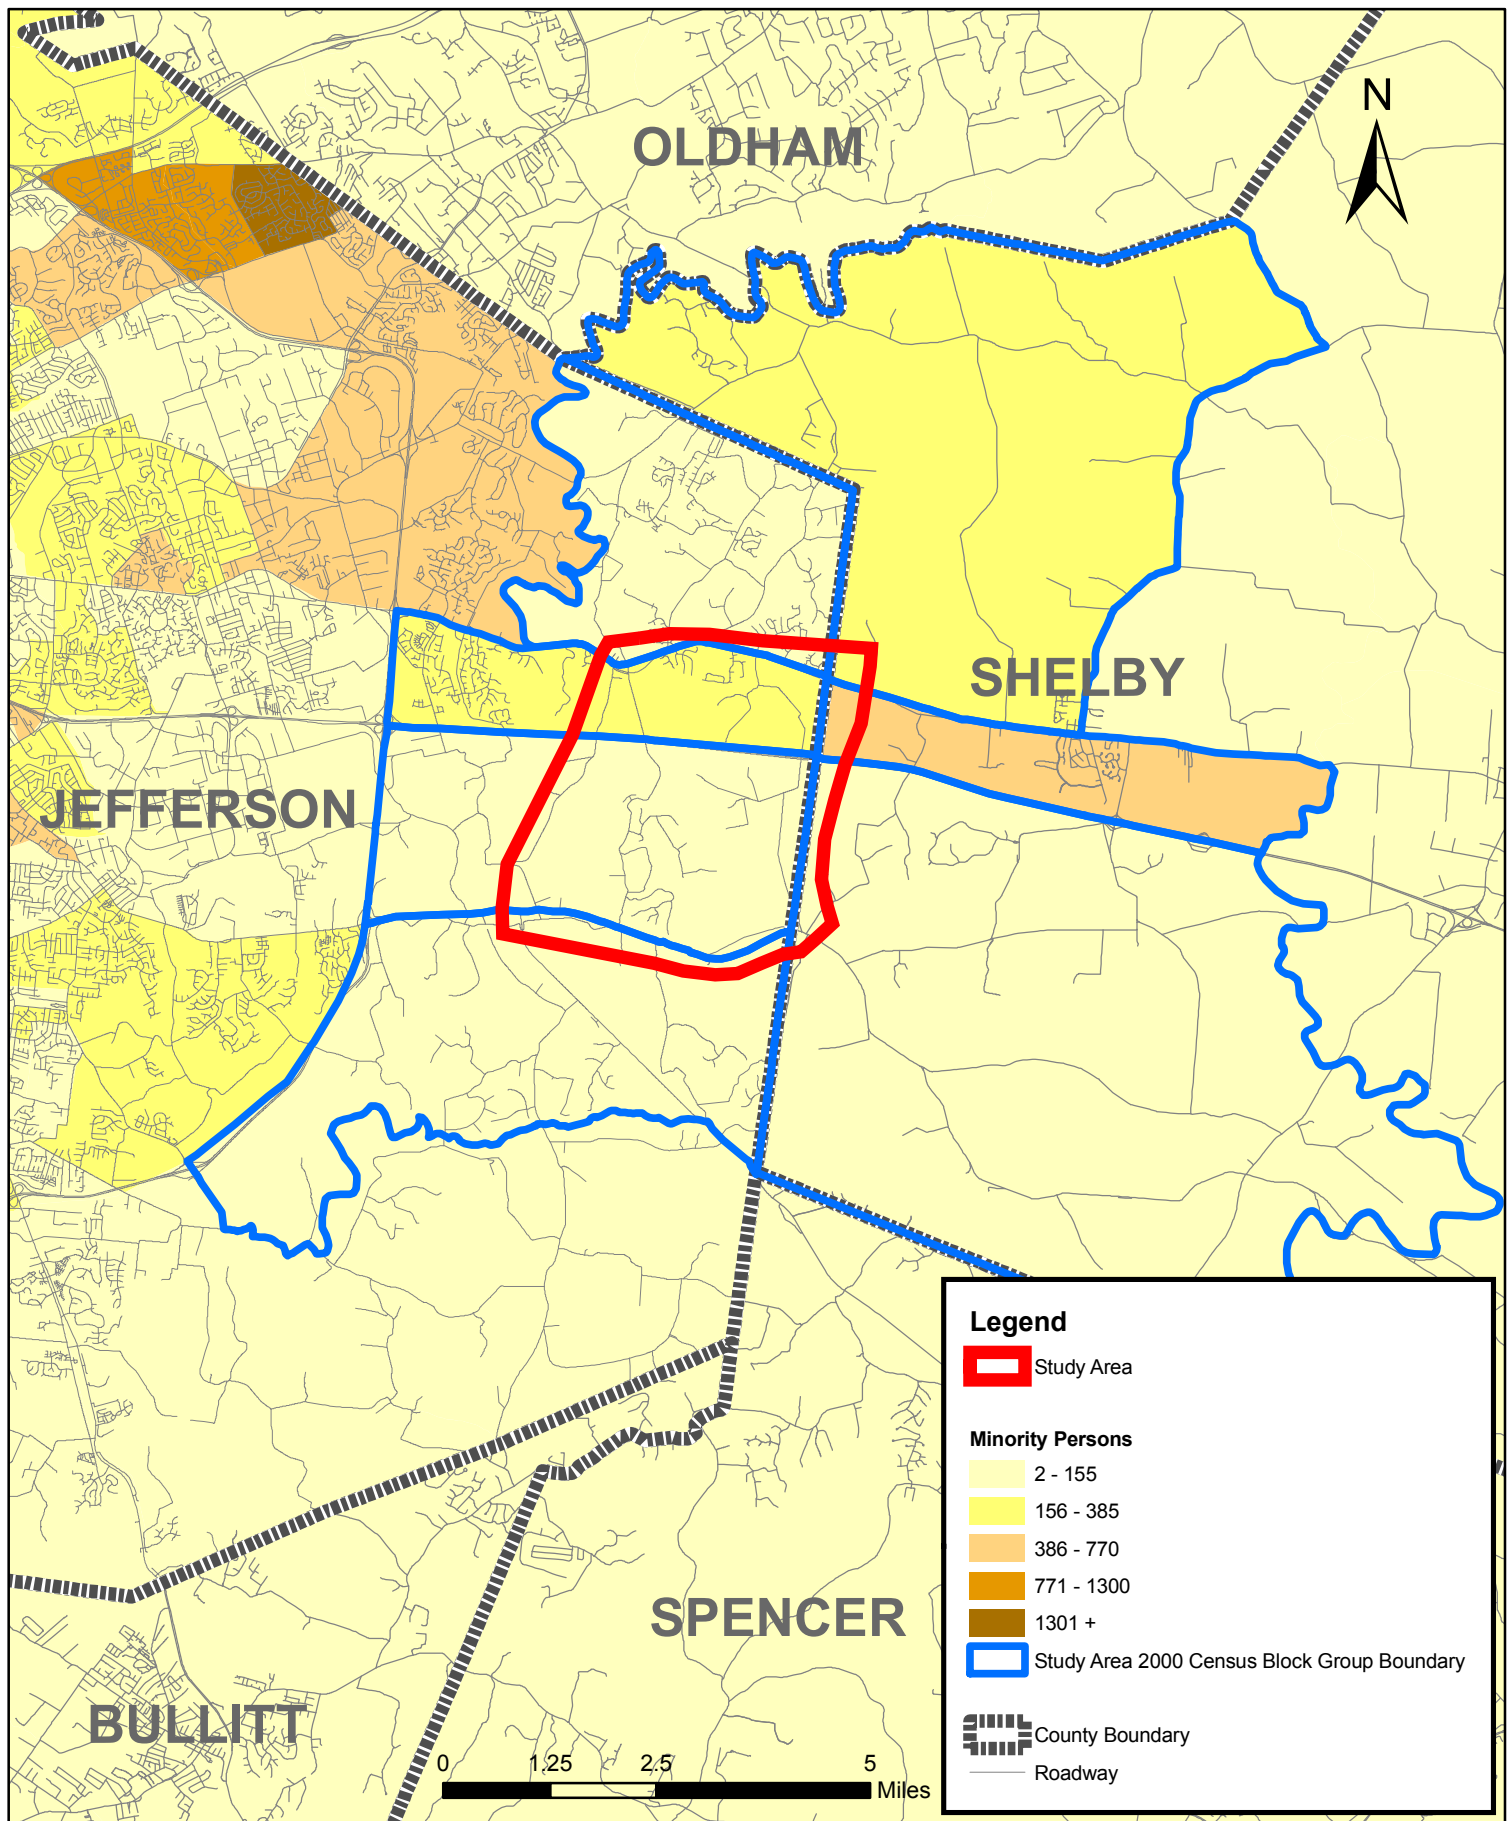 N
OLDHAM
SHELBY
JEFFERSON
SPENCER
BULLITT
0 1.25 2.5 5
Miles
Legend
Study Area
Minority Persons
2 - 155
156 - 385
386 - 770
771 - 1300
1301 +
Study Area 2000 Census Block Group Boundary
County Boundary
Roadway